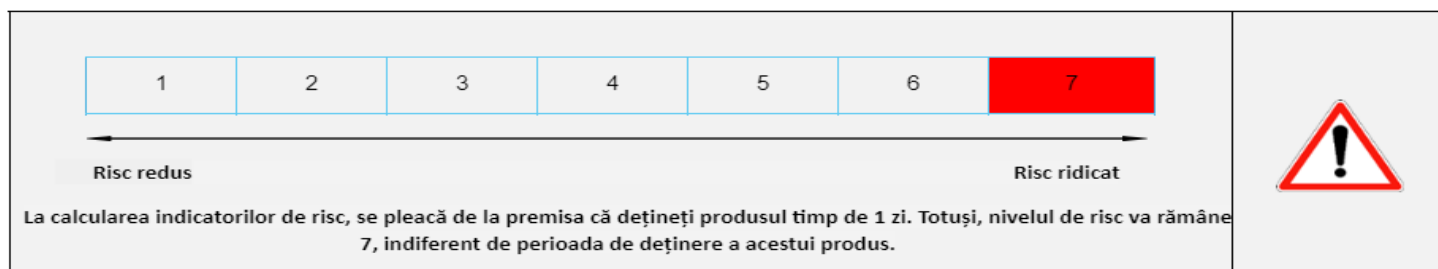 1 2 3 4 5 6 7
Risc redus Risc ridicat
La calcularea indicatorilor de risc, se pleacă de la premisa că dețineți produsul timp de 1 zi. Totuși, nivelul de risc va rămâne
7, indiferent de perioada de deținere a acestui produs.